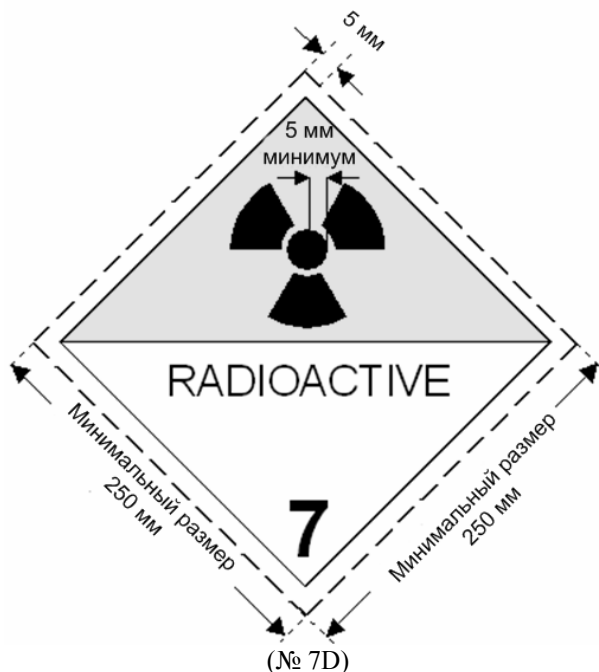 5 мм
5 мм
минимум
RADIOACTIVE
Минимальный размер
250 мм
Минимальный размер
250 мм
7
(№ 7D)